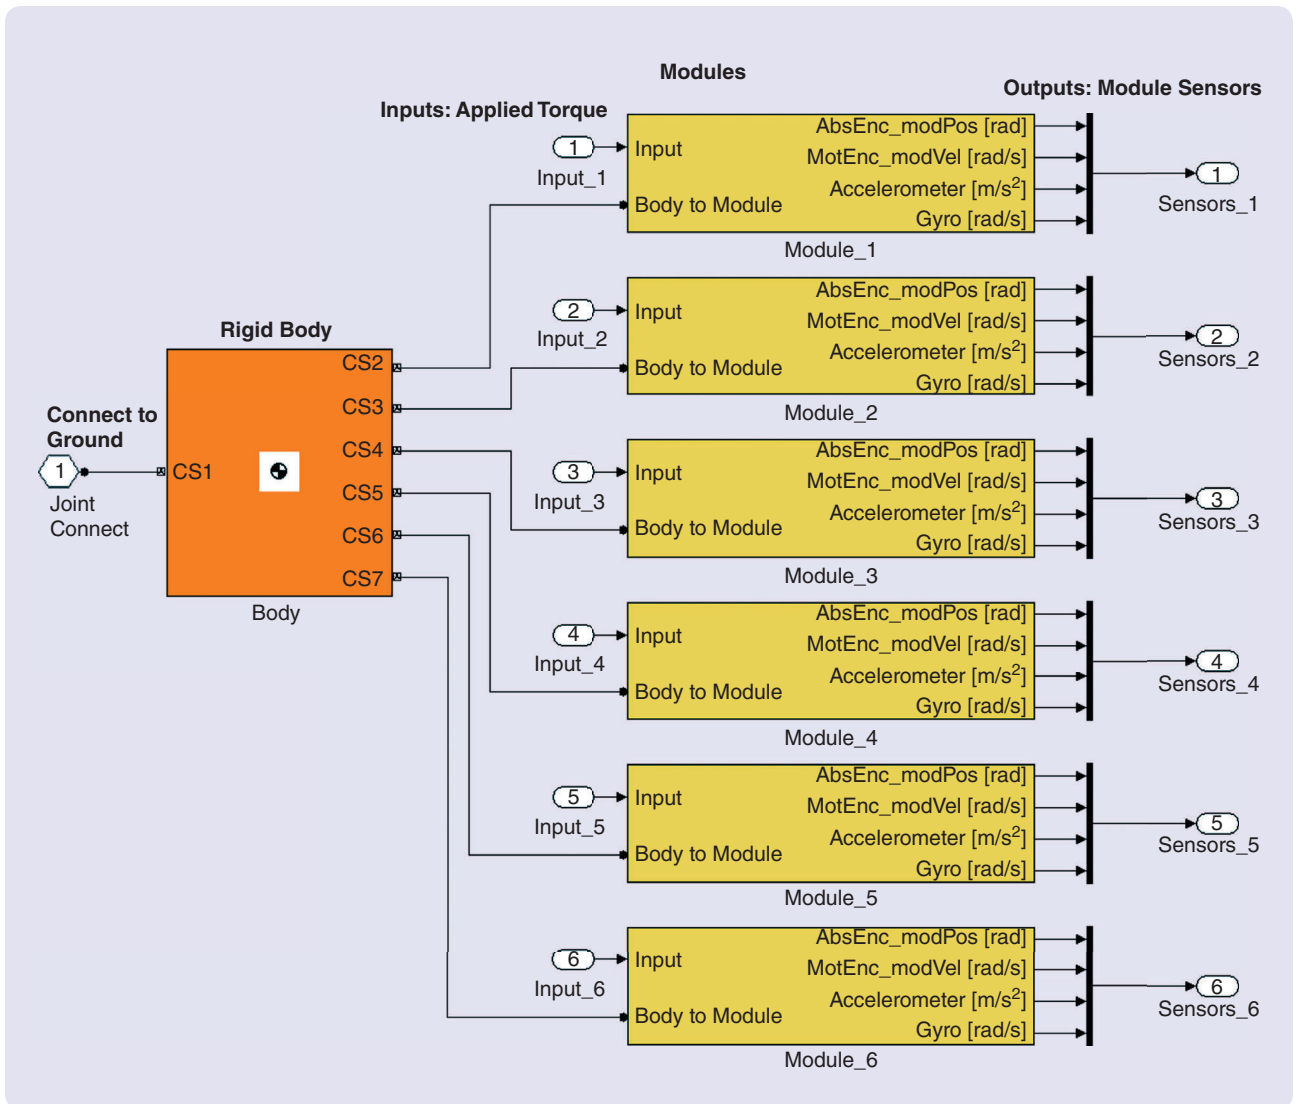 Modules
Inputs: Applied Torque
Outputs: Module Sensors
1
Input_1
Input
Body to Module
AbsEnc_modPos [rad]
MotEnc_modVel [rad/s]
Accelerometer [m/s²]
Gyro [rad/s]
Module_1
1
Sensors_1
2
Input_2
Input
Body to Module
AbsEnc_modPos [rad]
MotEnc_modVel [rad/s]
Accelerometer [m/s²]
Gyro [rad/s]
Module_2
2
Sensors_2
Rigid Body
CS2
CS3
CS4
CS5
CS6
CS7
CS1
Body
Connect to
Ground
1
Joint
Connect
3
Input_3
Input
Body to Module
AbsEnc_modPos [rad]
MotEnc_modVel [rad/s]
Accelerometer [m/s²]
Gyro [rad/s]
Module_3
3
Sensors_3
4
Input_4
Input
Body to Module
AbsEnc_modPos [rad]
MotEnc_modVel [rad/s]
Accelerometer [m/s²]
Gyro [rad/s]
Module_4
4
Sensors_4
5
Input_5
Input
Body to Module
AbsEnc_modPos [rad]
MotEnc_modVel [rad/s]
Accelerometer [m/s²]
Gyro [rad/s]
Module_5
5
Sensors_5
6
Input_6
Input
Body to Module
AbsEnc_modPos [rad]
MotEnc_modVel [rad/s]
Accelerometer [m/s²]
Gyro [rad/s]
Module_6
6
Sensors_6